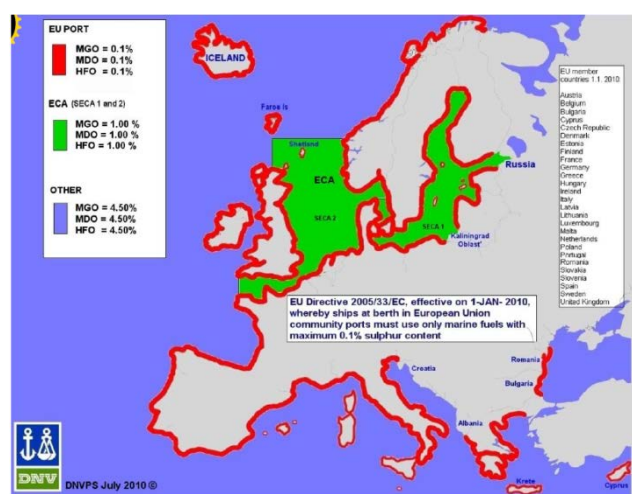 EU PORT
MGO = 0.1%
MDO = 0.1%
HFO = 0.1%
ECA (SECA 1 and 2)
MGO = 1.00 %
MDO = 1.00 %
HFO = 1.00 %
OTHER
MGO = 4.50%
MDO = 4.50%
HFO = 4.50%
ICELAND
Faroe Is
Shetland
ECA
SECA 2
SECA 1
Russia
Kaliningrad
Oblast'
EU member
countries 1.1. 2010:
Austria
Belgium
Bulgaria
Cyprus
Czech Republic
Denmark
Estonia
Finland
France
Germany
Greece
Hungary
Ireland
Italy
Latvia
Lithuania
Luxembourg
Malta
Netherlands
Poland
Portugal
Romania
Slovakia
Slovenia
Spain
Sweden
United Kingdom
EU Directive 2005/33/EC, effective on 1-JAN- 2010,
whereby ships at berth in European Union
community ports must use only marine fuels with
maximum 0.1% sulphur content
Croatia
Romania
Bulgaria
Albania
Krete
Cyprus
DNV
DNVPS July 2010 ©